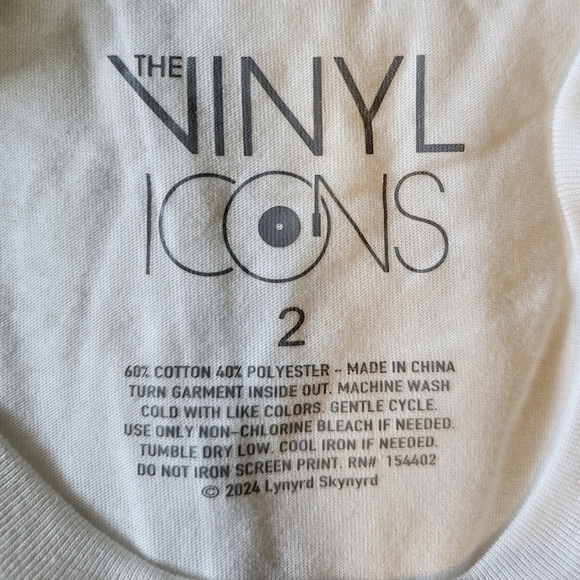 THE
VINYL
ICONS
2
60% COTTON 40% POLYESTER - MADE IN CHINA
TURN GARMENT INSIDE OUT. MACHINE WASH
COLD WITH LIKE COLORS. GENTLE CYCLE.
USE ONLY NON-CHLORINE BLEACH IF NEEDED.
TUMBLE DRY LOW. COOL IRON IF NEEDED.
DO NOT IRON SCREEN PRINT. RN# 154402
© 2024 Lynyrd Skynyrd